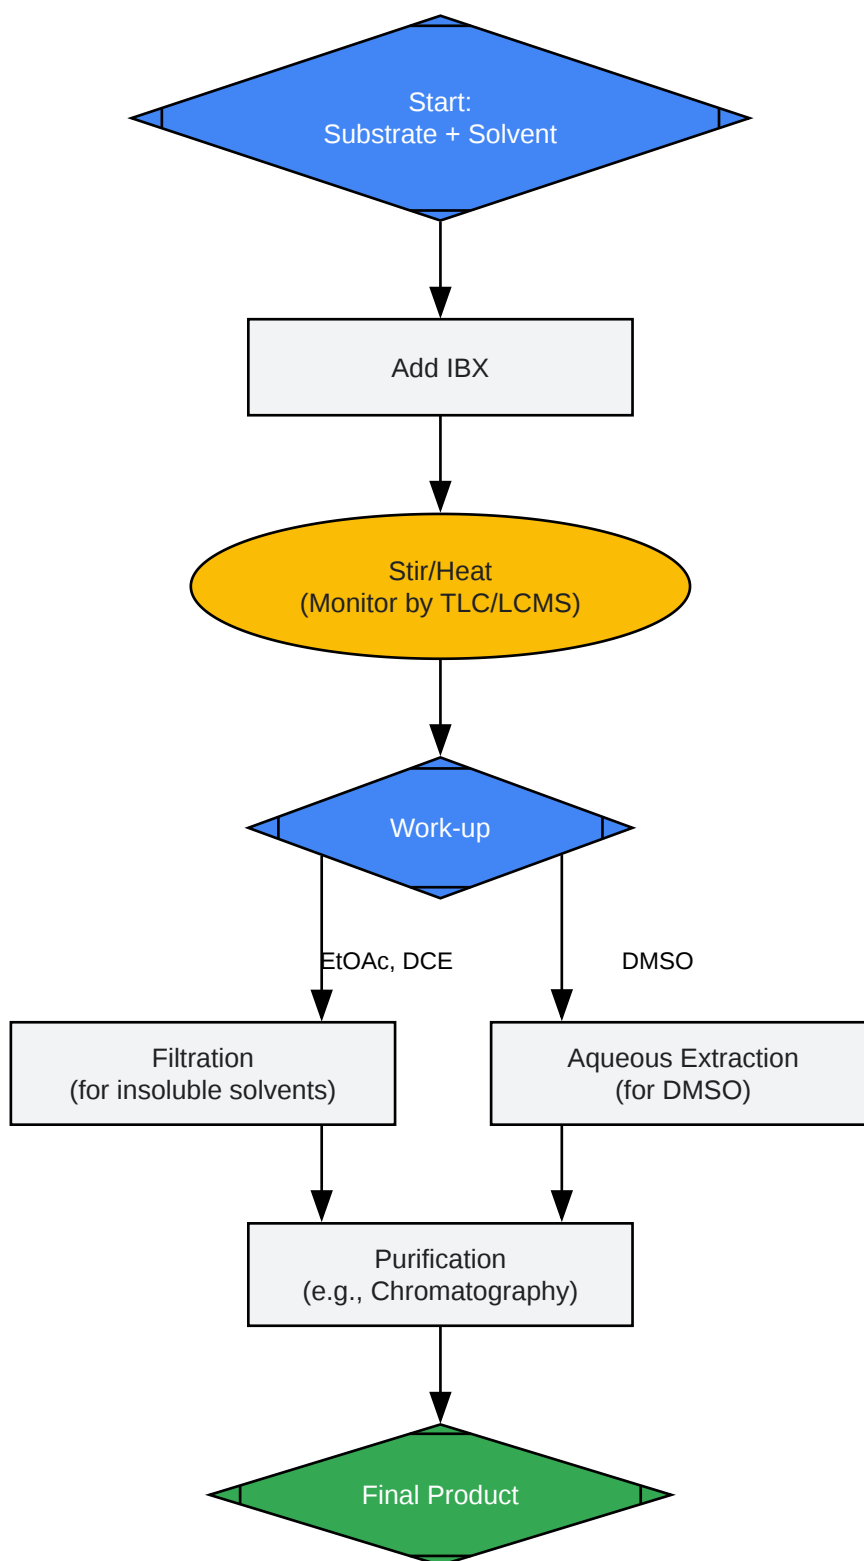 Start:
Substrate + Solvent
Add IBX
Stir/Heat
(Monitor by TLC/LCMS)
Work-up
EtOAc, DCE
DMSO
Filtration
(for insoluble solvents)
Aqueous Extraction
(for DMSO)
Purification
(e.g., Chromatography)
Final Product